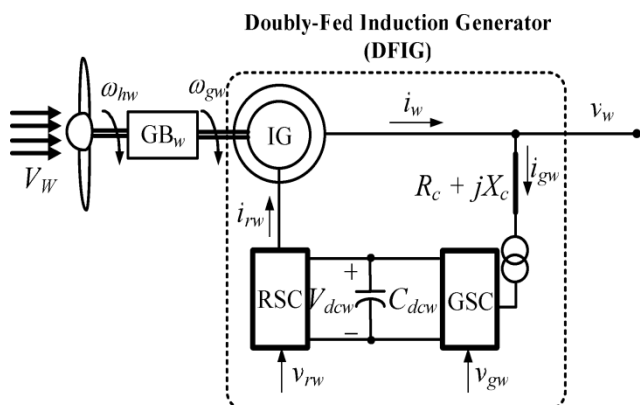 Doubly-Fed Induction Generator
(DFIG)
ω_hw
ω_gw
i_w
v_w
GB_w
IG
V_W
R_c + jX_c
i_gw
i_rw
RSC
+
V_dcw
−
C_dcw
GSC
v_rw
v_gw